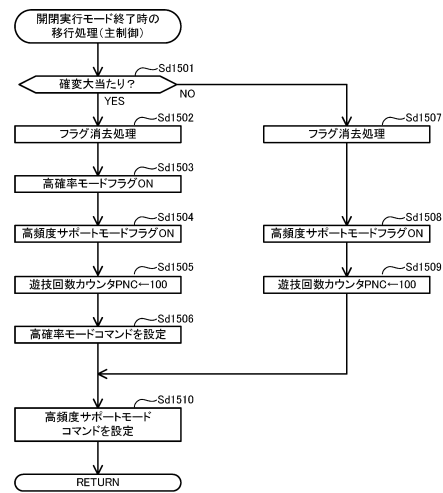 開閉実行モード終了時の
移行処理(主制御)
Sd1501
確変大当たり?
YES
NO
Sd1502
フラグ消去処理
Sd1503
高確率モードフラグON
Sd1504
高頻度サポートモードフラグON
Sd1505
遊技回数カウンタPNC←100
Sd1506
高確率モードコマンドを設定
Sd1507
フラグ消去処理
Sd1508
高頻度サポートモードフラグON
Sd1509
遊技回数カウンタPNC←100
Sd1510
高頻度サポートモード
コマンドを設定
RETURN